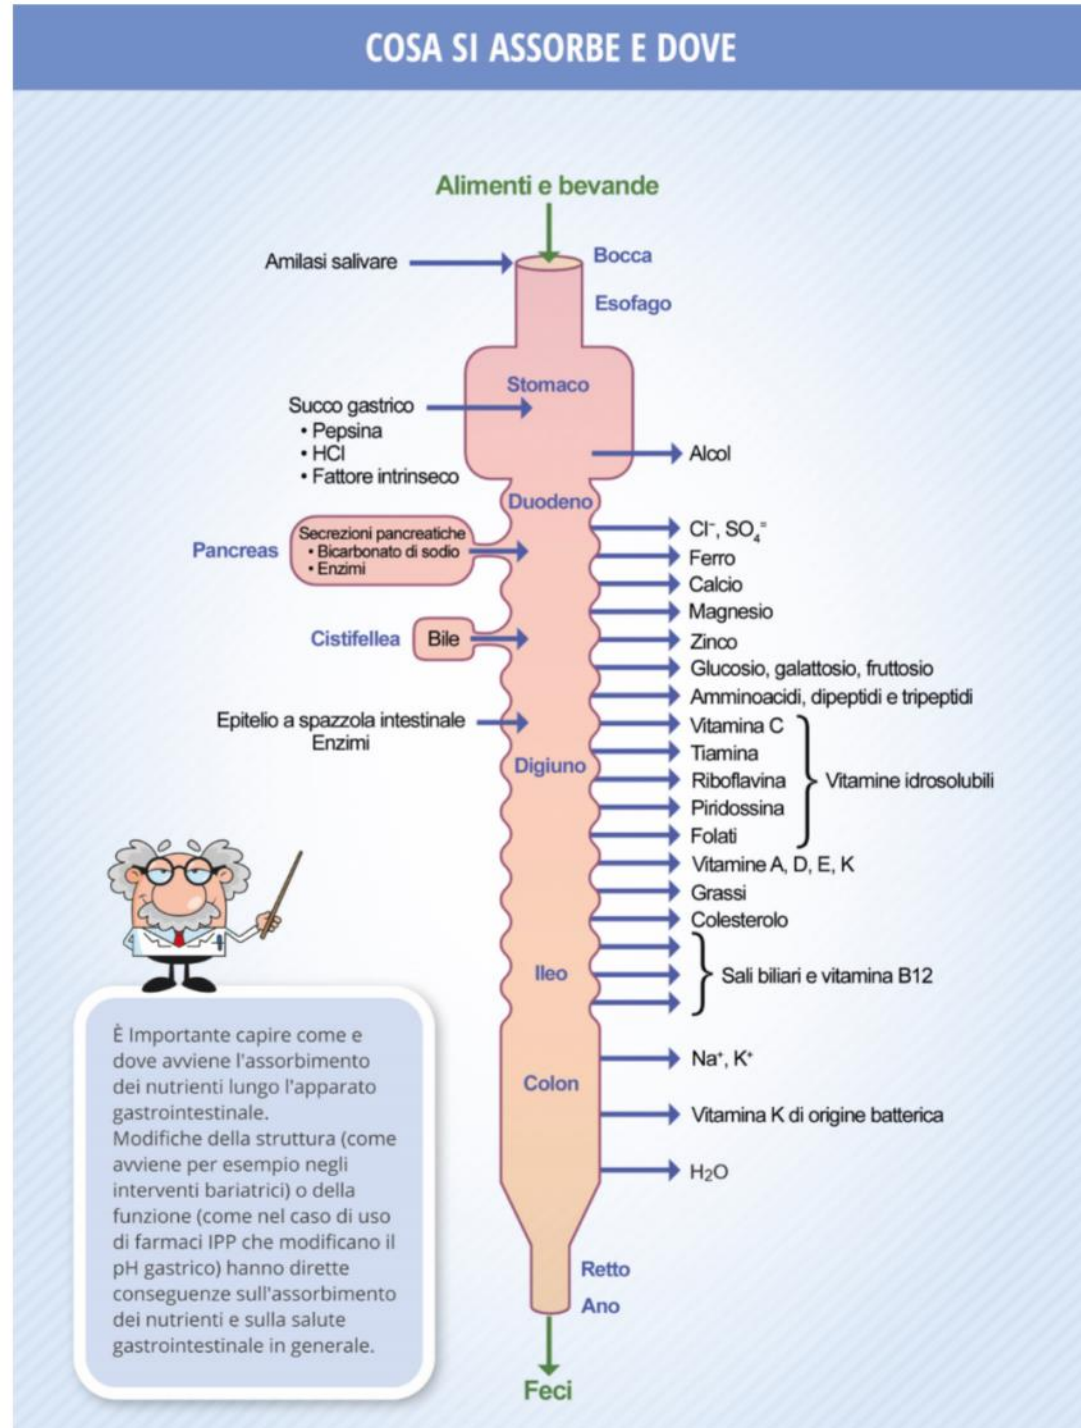 COSA SI ASSORBE E DOVE
Alimenti e bevande
Amilasi salivare
Bocca
Esofago
Stomaco
Succo gastrico
• Pepsina
• HCl
• Fattore intrinseco
Alcol
Duodeno
Pancreas
Secrezioni pancreatiche
• Bicarbonato di sodio
• Enzimi
Cl⁻, SO₄⁼
Ferro
Calcio
Magnesio
Cistifellea
Bile
Zinco
Glucosio, galattosio, fruttosio
Amminoacidi, dipeptidi e tripeptidi
Epitelio a spazzola intestinale
Enzimi
Vitamina C
Tiamina
Digiuno
Riboflavina
Vitamine idrosolubili
Piridossina
Folati
Vitamine A, D, E, K
Grassi
Colesterolo
Ileo
Sali biliari e vitamina B12
Na⁺, K⁺
Colon
Vitamina K di origine batterica
H₂O
Retto
Ano
Feci
È Importante capire come e
dove avviene l'assorbimento
dei nutrienti lungo l'apparato
gastrointestinale.
Modifiche della struttura (come
avviene per esempio negli
interventi bariatrici) o della
funzione (come nel caso di uso
di farmaci IPP che modificano il
pH gastrico) hanno dirette
conseguenze sull'assorbimento
dei nutrienti e sulla salute
gastrointestinale in generale.